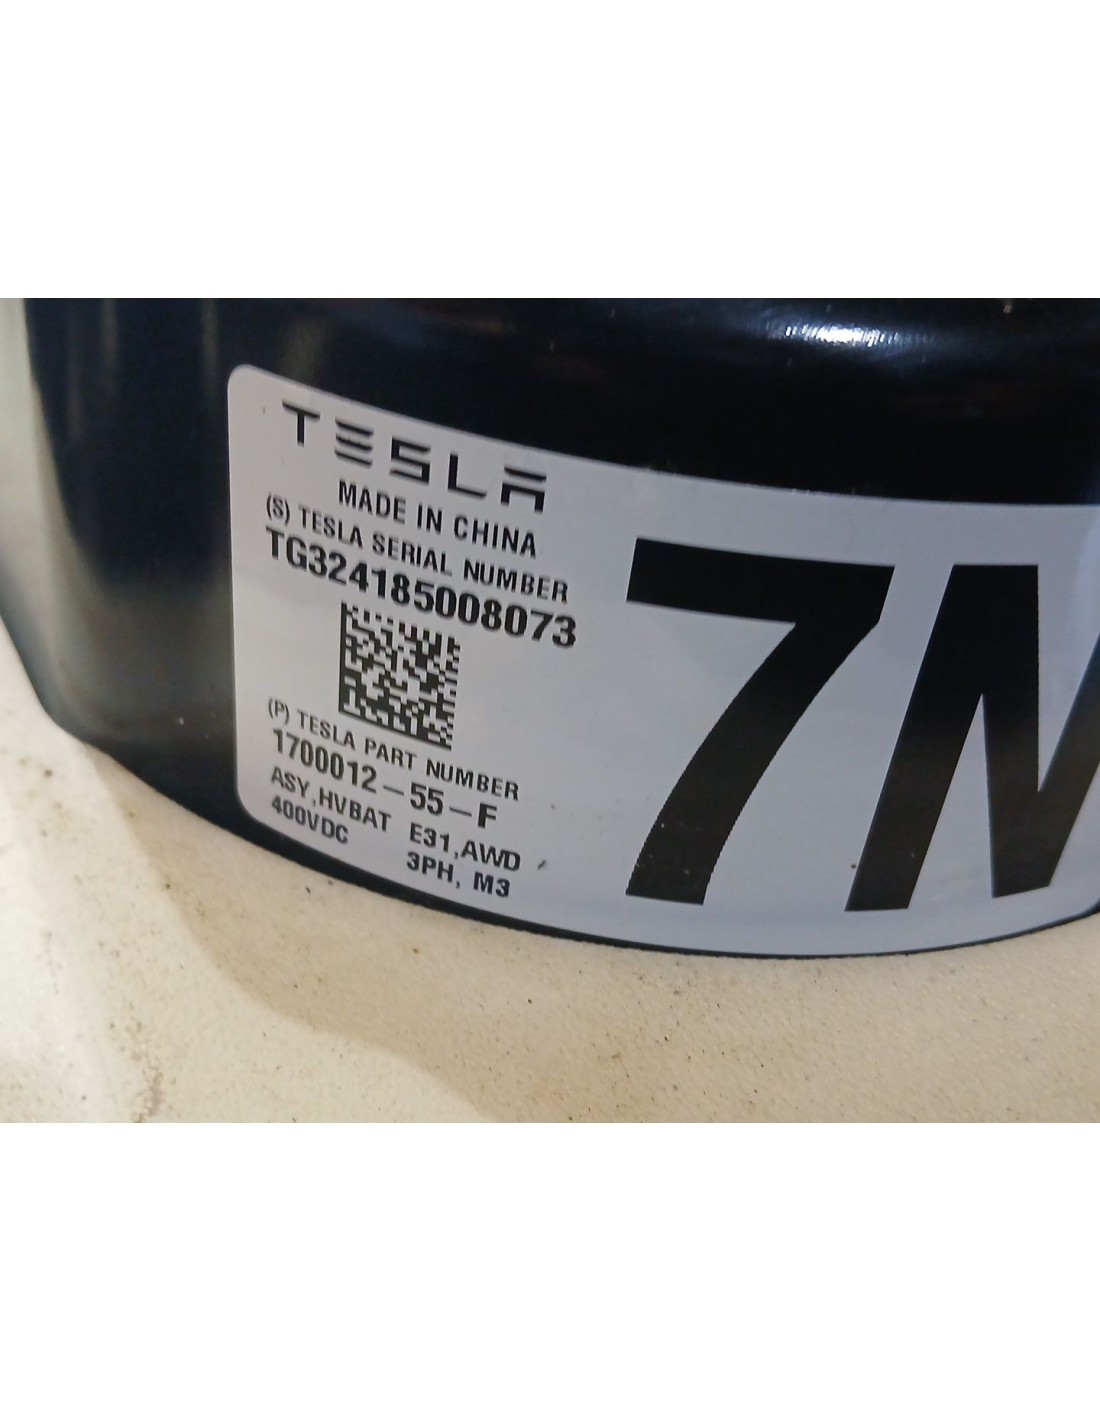 TESLA
MADE IN CHINA
(S) TESLA SERIAL NUMBER
TG324185008073
(P) TESLA PART NUMBER
1700012-55-F
ASY,HVBAT E31,AWD
400VDC 3PH, M3
7M